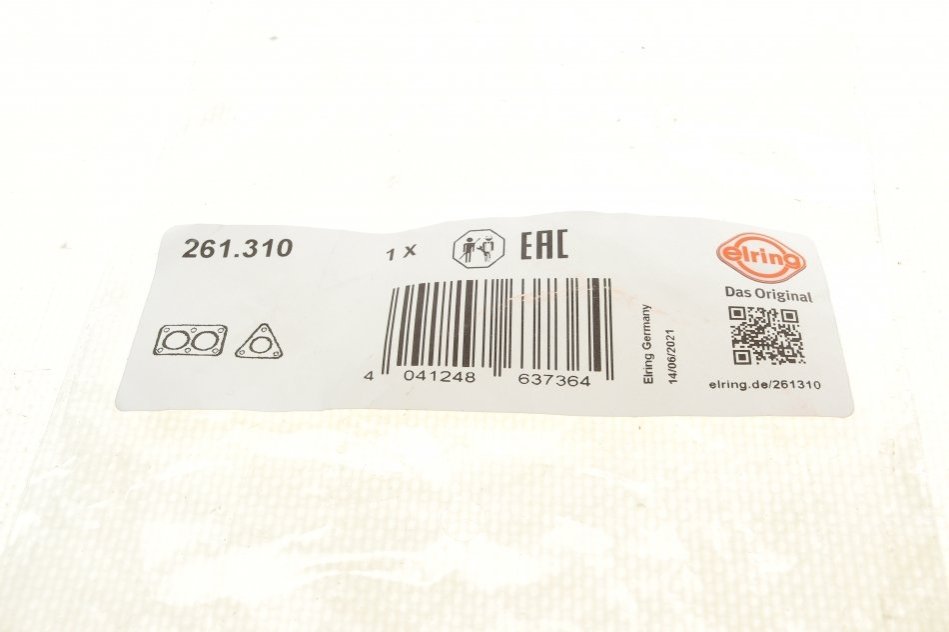 261.310
1 x
EAC
elring
Das Original
4 041248 637364
Elring Germany
14/06/2021
elring.de/261310